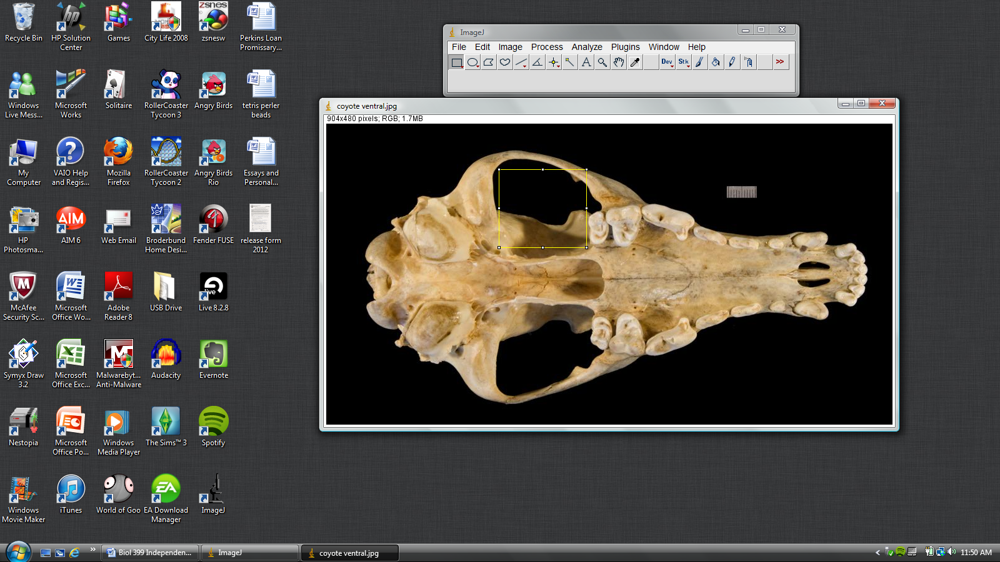 Recycle Bin
HP Solution
Center
Games
City Life 2008
zsnes
zsnesw
Perkins Loan
Promissary...
Windows
Live Mess...
Microsoft
Works
Solitaire
RollerCoaster
Tycoon 3
Angry Birds
tetris perler
beads
My
Computer
VAIO Help
and Regis...
Mozilla
Firefox
RollerCoaster
Tycoon 2
Angry Birds
Rio
Essays and
Personal...
HP
Photosma...
AIM
AIM 6
Web Email
Broderbund
Home Desi...
Fender FUSE
release form
2012
McAfee
Security Sc...
Microsoft
Office Wo...
Adobe
Reader 8
USB Drive
live
Live 8.2.8
Symyx Draw
3.2
Microsoft
Office Exc...
Malwarebyt...
Anti-Malware
Audacity
Evernote
Nestopia
Microsoft
Office Po...
Windows
Media Player
The Sims™ 3
Spotify
Windows
Movie Maker
iTunes
World of Goo
EA
EA Download
Manager
ImageJ
ImageJ
File Edit Image Process Analyze Plugins Window Help
A Dev Stk >>
coyote ventral.jpg
904x480 pixels; RGB; 1.7MB
» Biol 399 Independen... ImageJ coyote ventral.jpg 11:50 AM